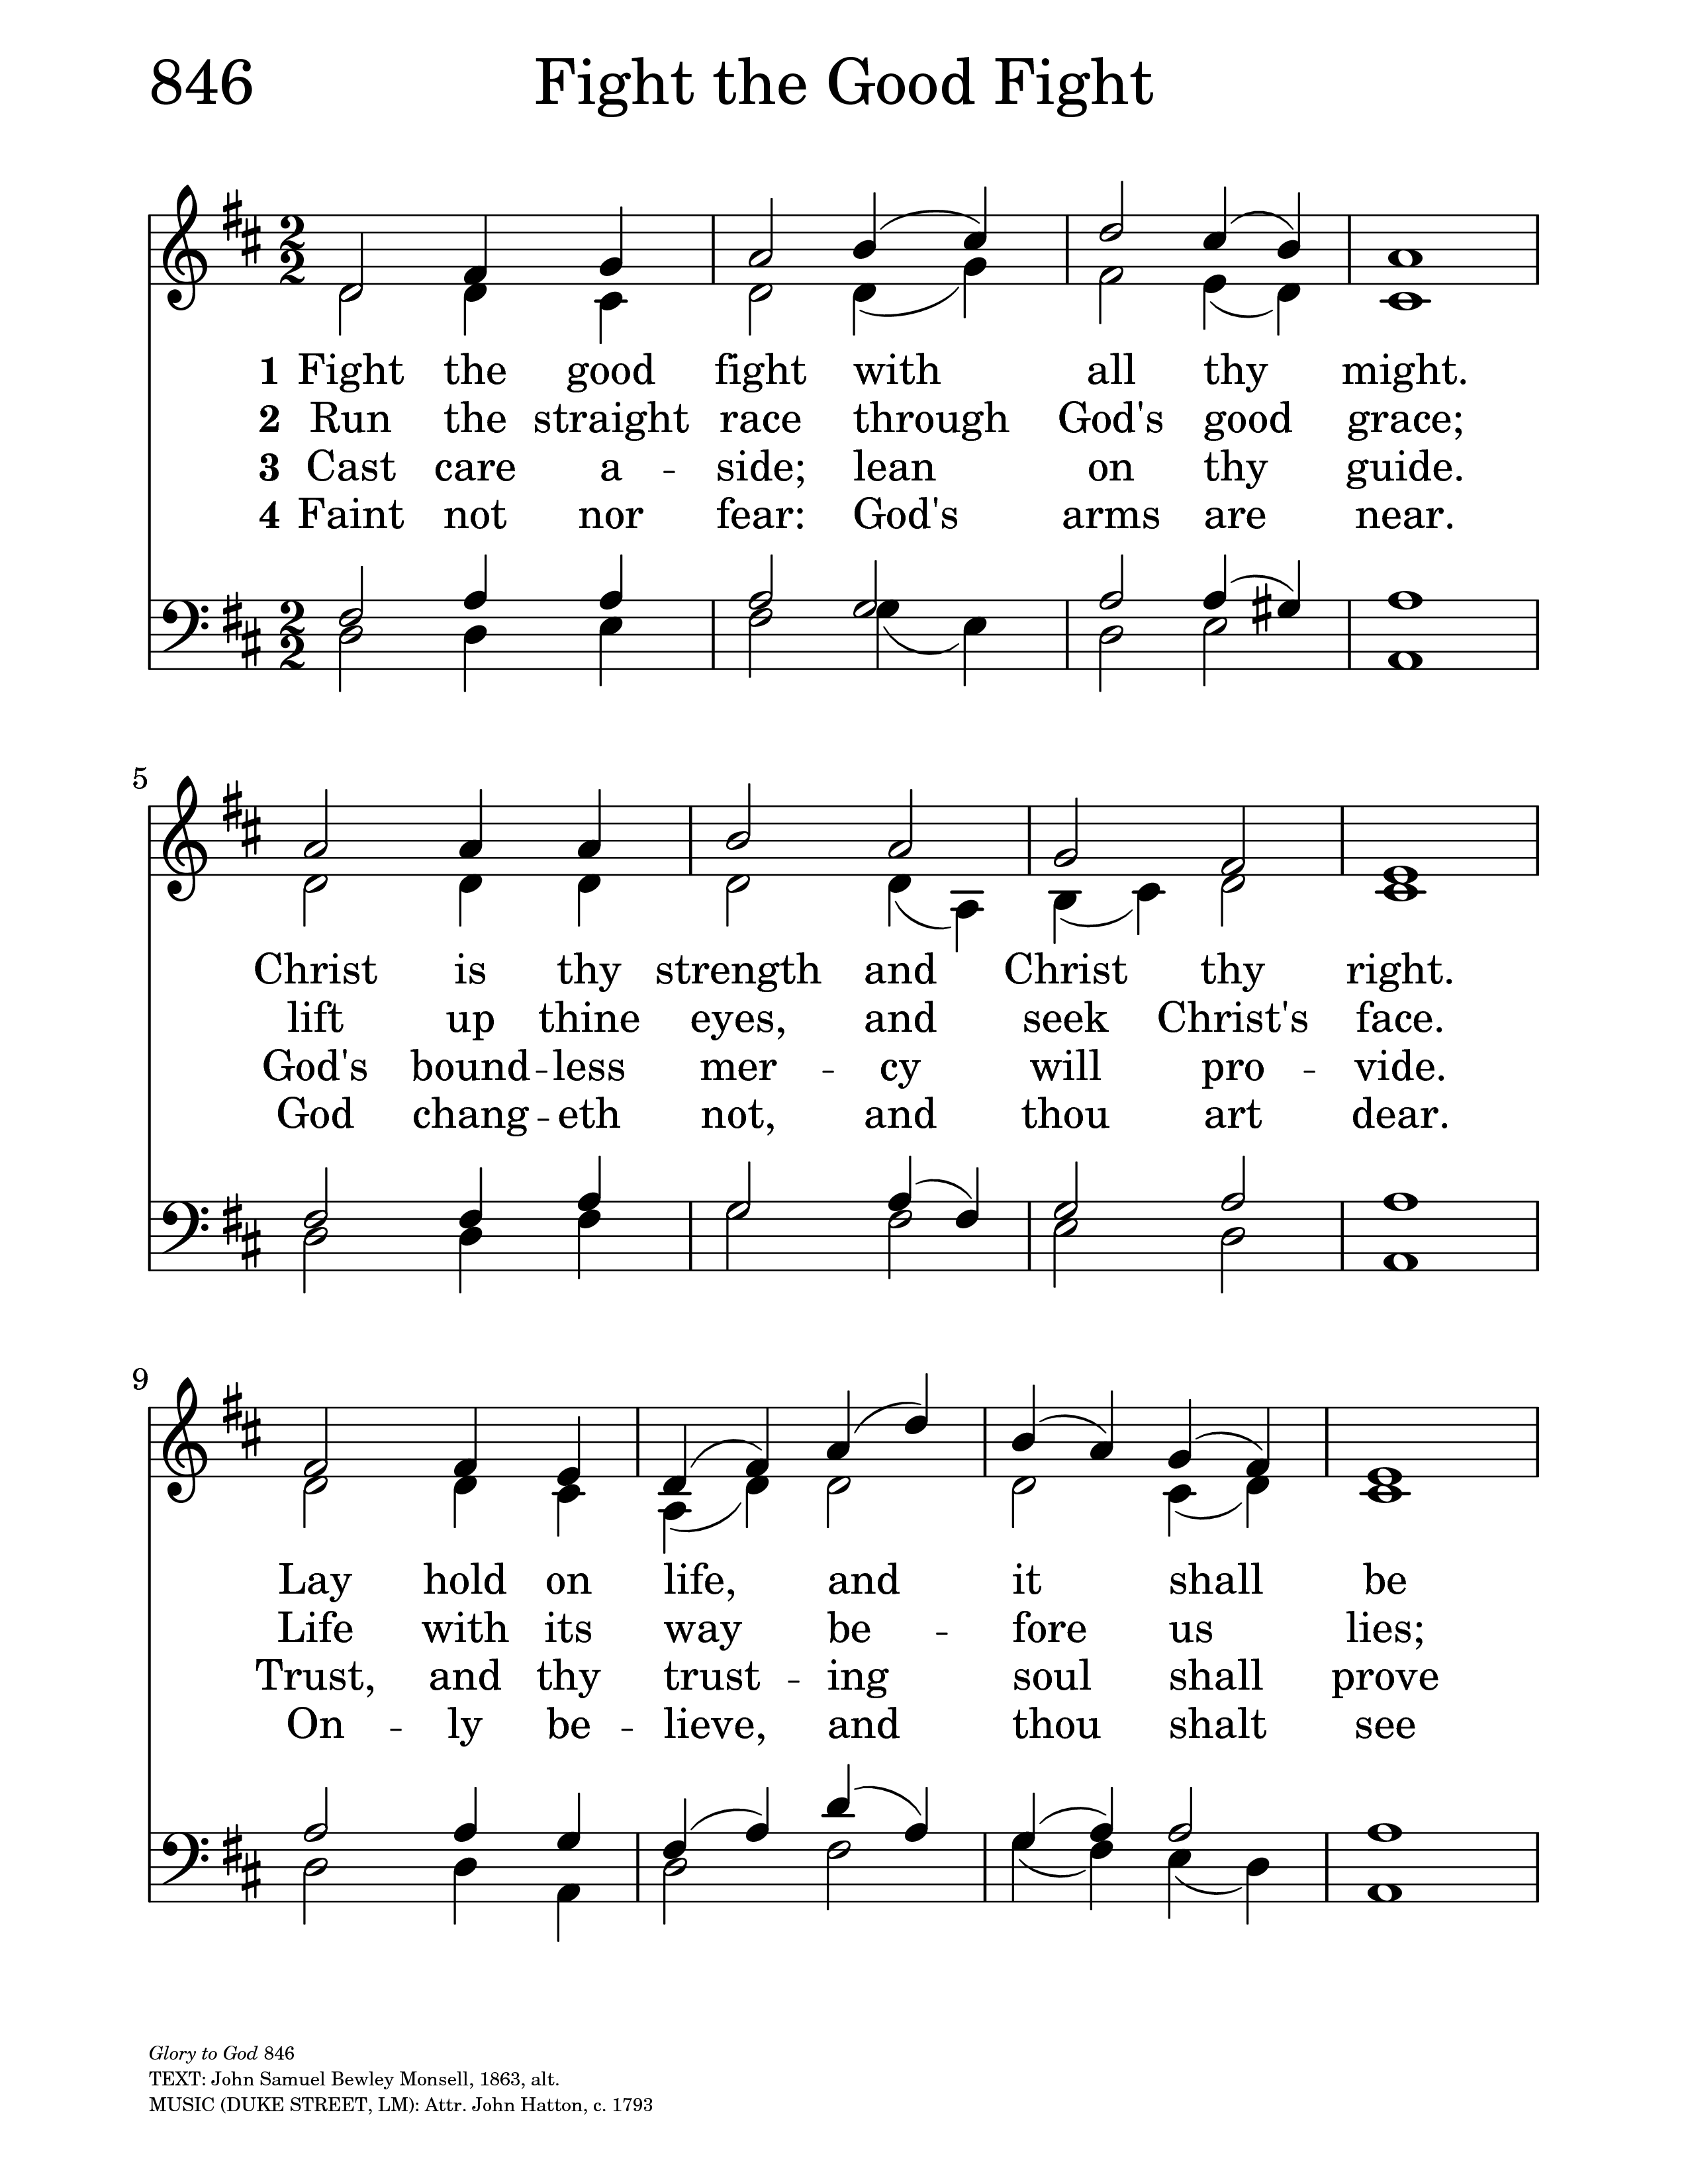 846 Fight the Good Fight
1 Fight the good fight with all thy might.
2 Run the straight race through God's good grace;
3 Cast care a - side; lean on thy guide.
4 Faint not nor fear: God's arms are near.
5
Christ is thy strength and Christ thy right.
lift up thine eyes, and seek Christ's face.
God's bound - less mer - cy will pro - vide.
God chang - eth not, and thou art dear.
9
Lay hold on life, and it shall be
Life with its way be - fore us lies;
Trust, and thy trust - ing soul shall prove
On - ly be - lieve, and thou shalt see
Glory to God 846
TEXT: John Samuel Bewley Monsell, 1863, alt.
MUSIC (DUKE STREET, LM): Attr. John Hatton, c. 1793